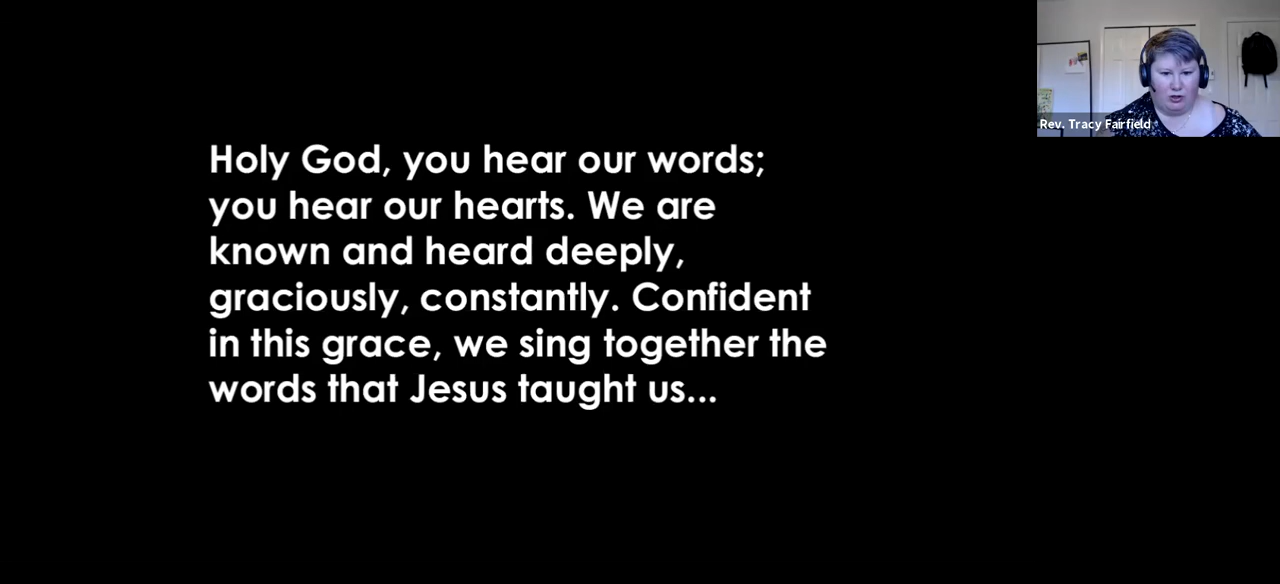 Rev. Tracy Fairfield
Holy God, you hear our words;
you hear our hearts. We are
known and heard deeply,
graciously, constantly. Confident
in this grace, we sing together the
words that Jesus taught us...